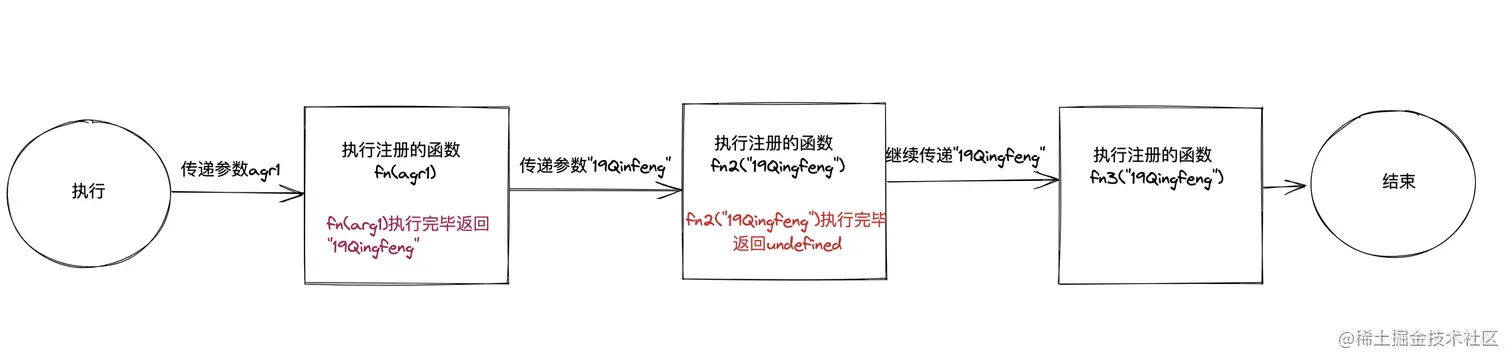 执行
传递参数agr1
执行注册的函数
fn(agr1)
fn(arg1)执行完毕返回
"19Qingfeng"
传递参数"19Qinfeng"
执行注册的函数
fn2("19Qingfeng")
fn2("19Qingfeng")执行完毕
返回undefined
继续传递"19Qingfeng"
执行注册的函数
fn3("19Qingfeng")
结束
@稀土掘金技术社区